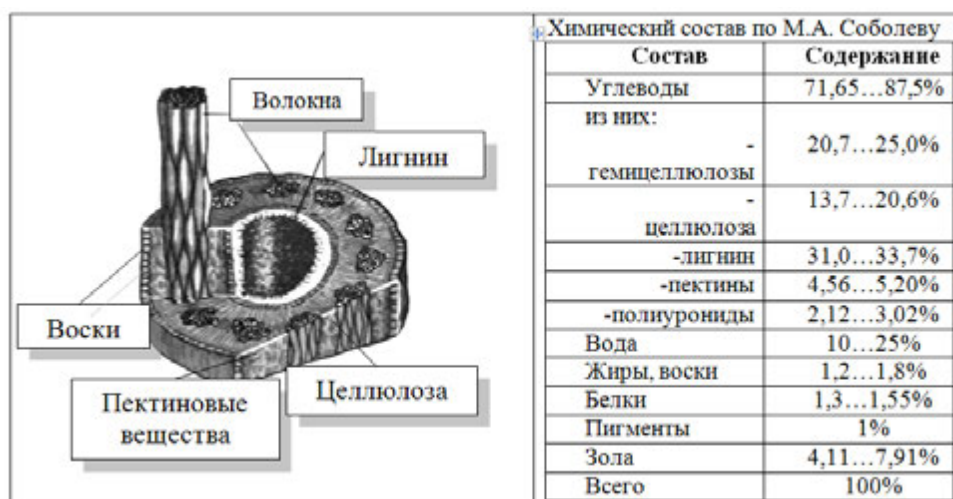 Волокна
Лигнин
Воски
Пектиновые
вещества
Целлюлоза
Химический состав по М.А. Соболеву
Состав Содержание
Углеводы 71,65...87,5%
из них:
- 20,7...25,0%
гемицеллюлозы
- 13,7...20,6%
целлюлоза
-лигнин 31,0...33,7%
-пектины 4,56...5,20%
-полиурониды 2,12...3,02%
Вода 10...25%
Жиры, воски 1,2...1,8%
Белки 1,3...1,55%
Пигменты 1%
Зола 4,11...7,91%
Всего 100%